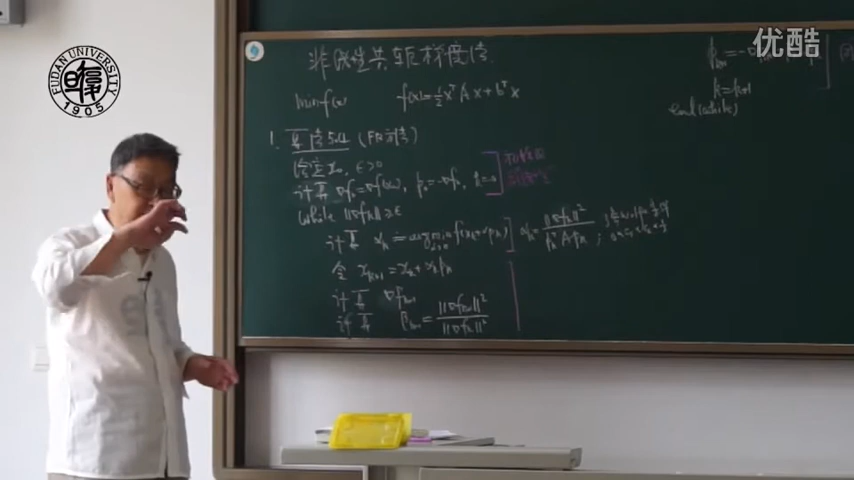 非线性共轭梯度法
min f(x)    f(x)=½xᵀAx+bᵀx
1. 算法5.4 (FR方法)
给定 x₀, ε>0
计算 ∇f₀=∇f(x₀), p₀=-∇f₀, k=0
while ‖∇fₖ‖>ε
计算 αₖ=argmin f(xₖ+αpₖ)    αₖ=‖∇fₖ‖²/pₖᵀApₖ ;
令 xₖ₊₁=xₖ+αₖpₖ
计算 ∇fₖ₊₁
计算 βₖ₊₁=‖∇fₖ₊₁‖²/‖∇fₖ‖²
pₖ₊₁=-
k=k+1
end (while)
FUDAN UNIVERSITY
1905
优酷